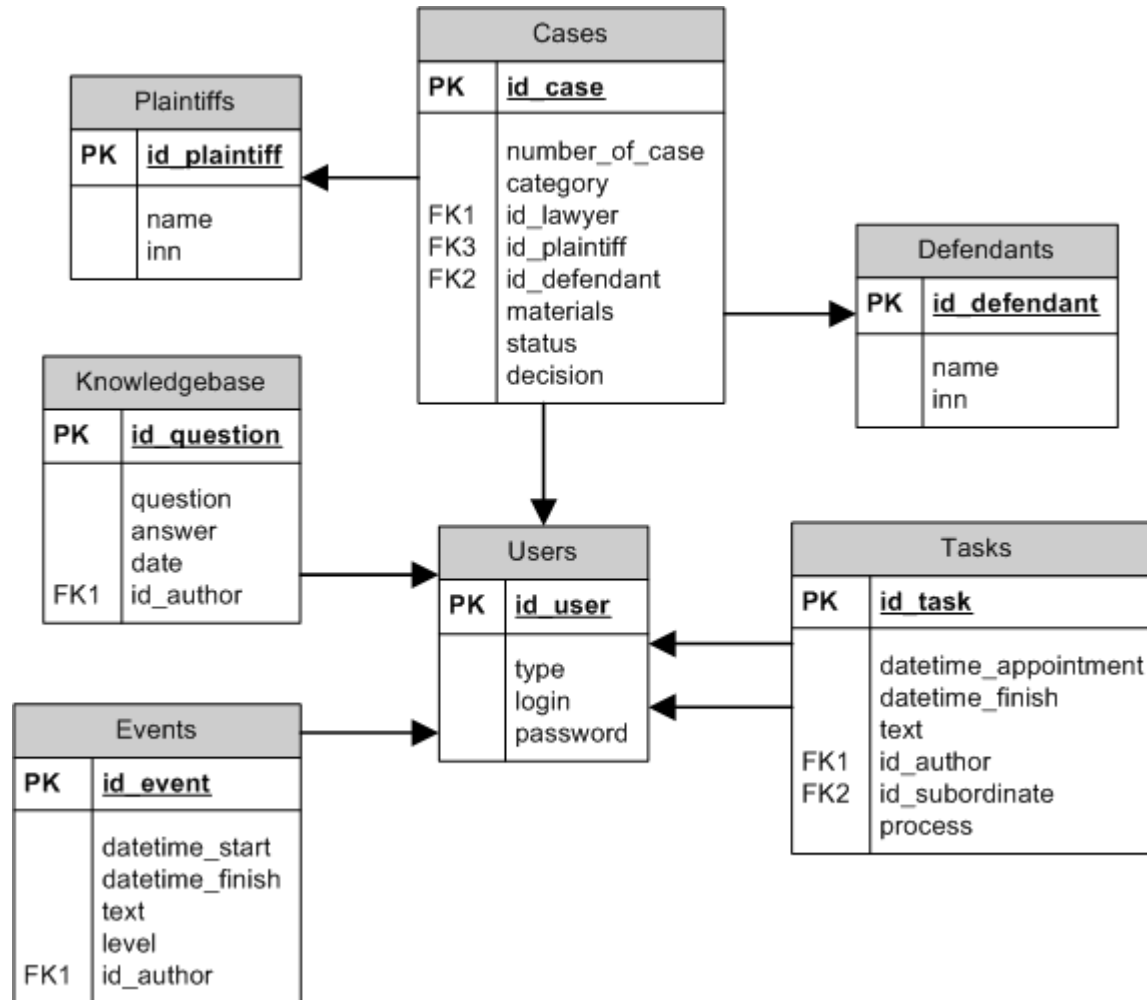 Cases
PK id_case
number_of_case
category
FK1 id_lawyer
FK3 id_plaintiff
FK2 id_defendant
materials
status
decision
Plaintiffs
PK id_plaintiff
name
inn
Defendants
PK id_defendant
name
inn
Knowledgebase
PK id_question
question
answer
date
FK1 id_author
Users
PK id_user
type
login
password
Tasks
PK id_task
datetime_appointment
datetime_finish
text
FK1 id_author
FK2 id_subordinate
process
Events
PK id_event
datetime_start
datetime_finish
text
level
FK1 id_author